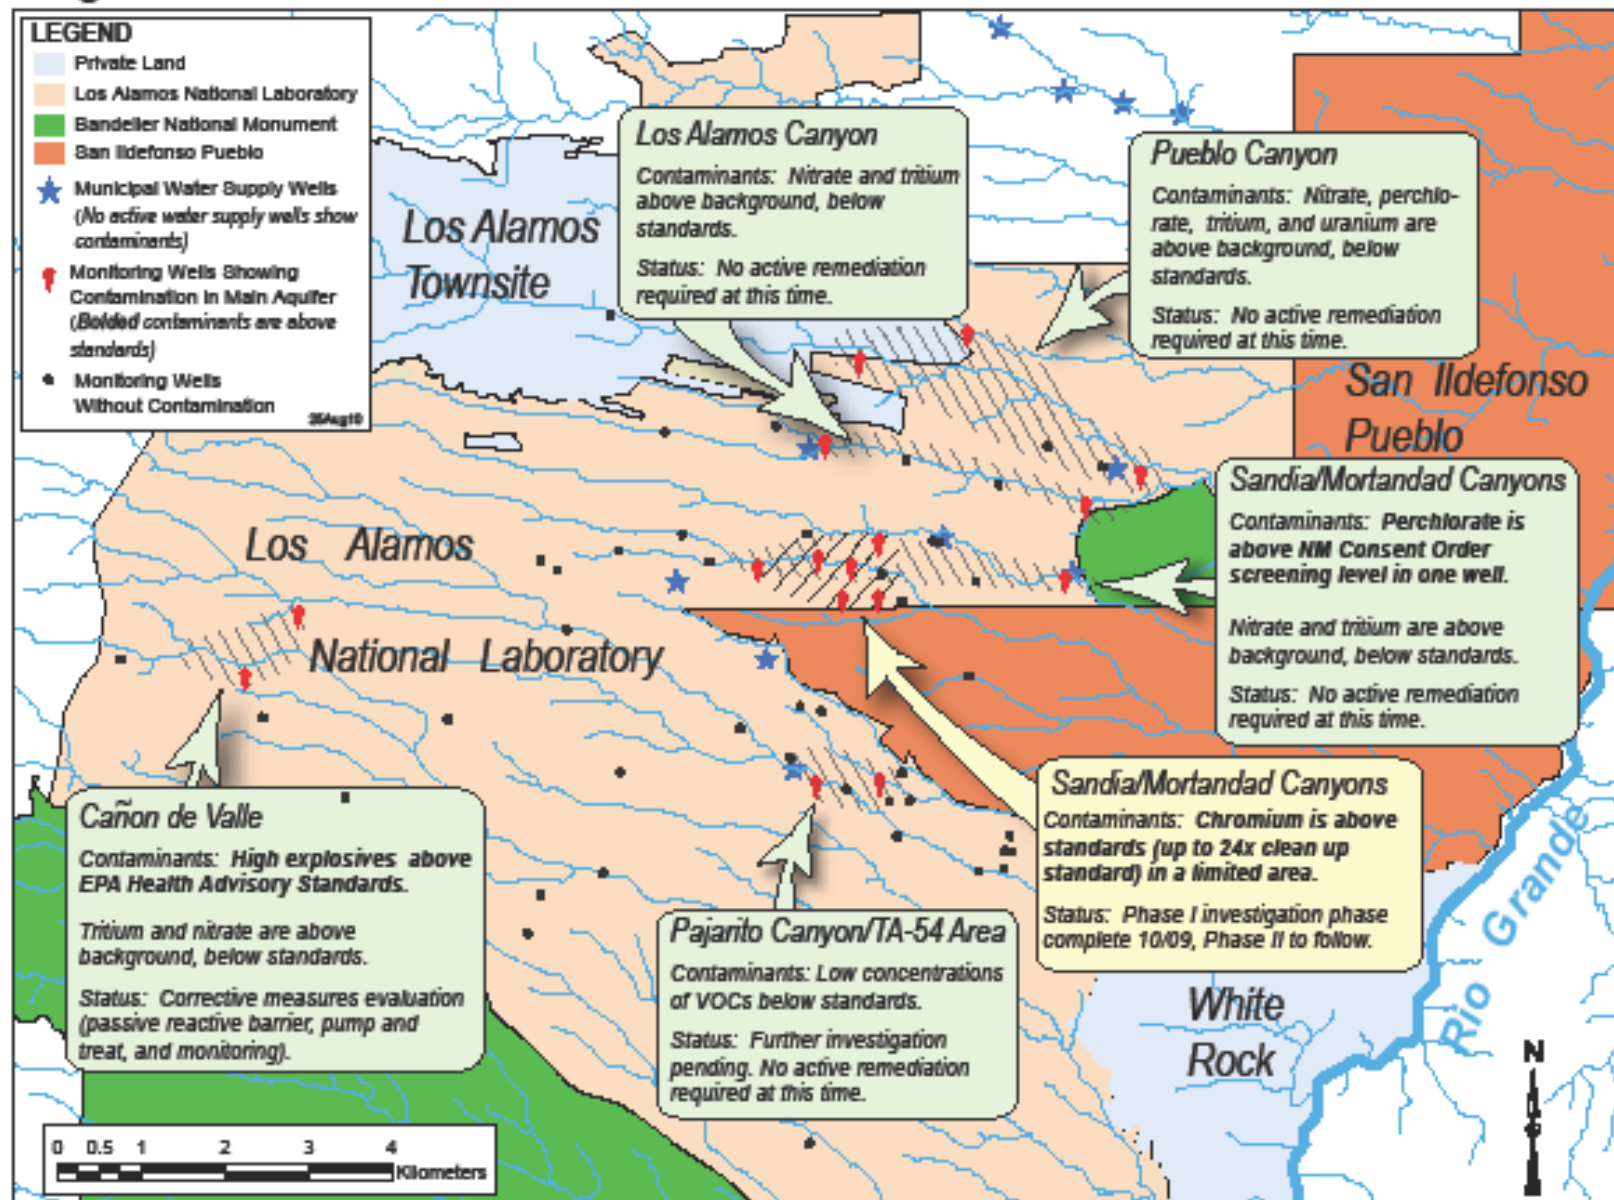 LEGEND
Private Land
Los Alamos National Laboratory
Bandelier National Monument
San Ildefonso Pueblo
Municipal Water Supply Wells
(No active water supply wells show
contaminants)
Monitoring Wells Showing
Contamination in Main Aquifer
(Bolded contaminants are above
standards)
Monitoring Wells
Without Contamination
26Aug10
Los Alamos
Townsite
Los Alamos Canyon
Contaminants: Nitrate and tritium
above background, below
standards.
Status: No active remediation
required at this time.
Pueblo Canyon
Contaminants: Nitrate, perchlo-
rate, tritium, and uranium are
above background, below
standards.
Status: No active remediation
required at this time.
San Ildefonso
Pueblo
Sandia/Mortandad Canyons
Contaminants: Perchlorate is
above NM Consent Order
screening level in one well.
Nitrate and tritium are above
background, below standards.
Status: No active remediation
required at this time.
Los Alamos
National Laboratory
Sandia/Mortandad Canyons
Contaminants: Chromium is above
standards (up to 24x clean up
standard) in a limited area.
Status: Phase I investigation phase
complete 10/09, Phase II to follow.
Cañon de Valle
Contaminants: High explosives above
EPA Health Advisory Standards.
Tritium and nitrate are above
background, below standards.
Status: Corrective measures evaluation
(passive reactive barrier, pump and
treat, and monitoring).
Pajarito Canyon/TA-54 Area
Contaminants: Low concentrations
of VOCs below standards.
Status: Further investigation
pending. No active remediation
required at this time.
White
Rock
Rio Grande
N
0 0.5 1 2 3 4
Kilometers